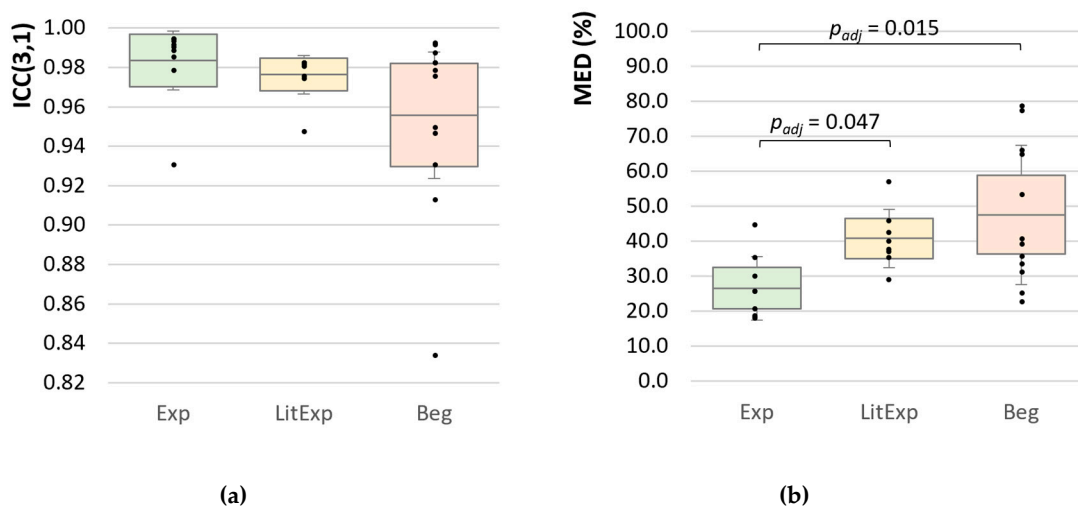 ICC(3,1)
1.00
0.98
0.96
0.94
0.92
0.90
0.88
0.86
0.84
0.82
Exp LitExp Beg
(a)
MED (%)
100.0
90.0
80.0
70.0
60.0
50.0
40.0
30.0
20.0
10.0
0.0
padj = 0.015
padj = 0.047
Exp LitExp Beg
(b)